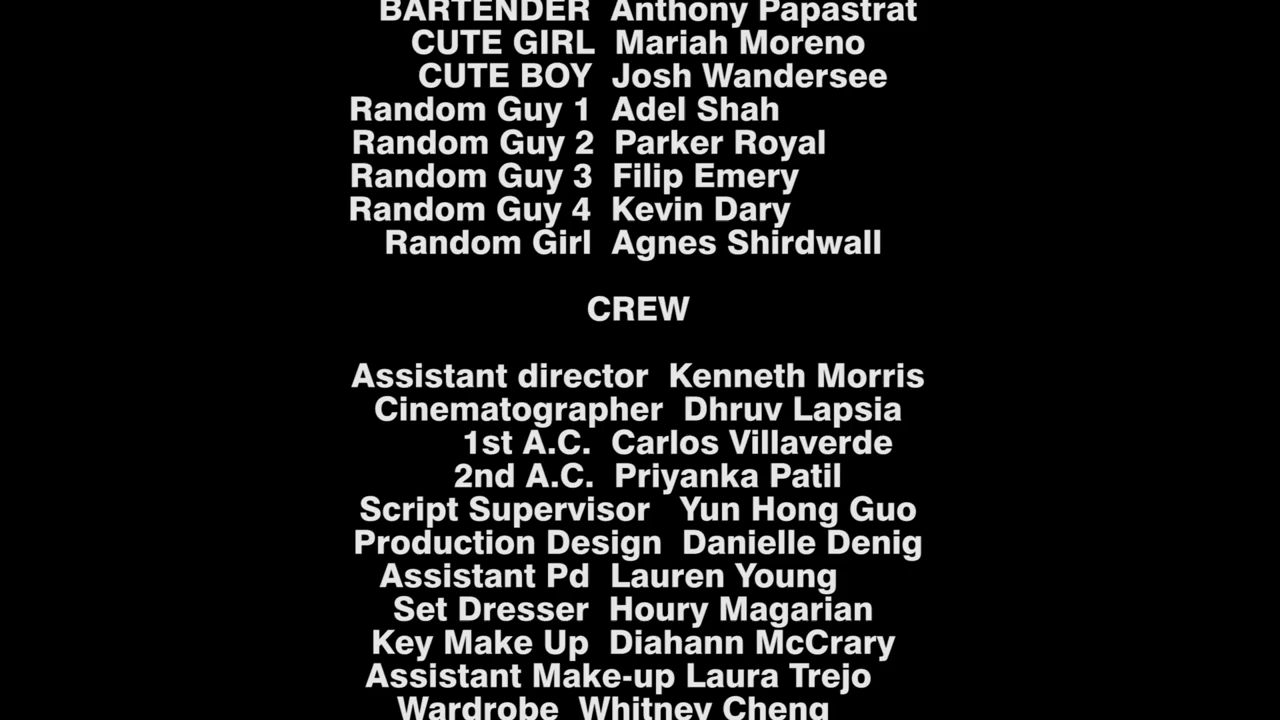 BARTENDER Anthony Papastrat
CUTE GIRL Mariah Moreno
CUTE BOY Josh Wandersee
Random Guy 1 Adel Shah
Random Guy 2 Parker Royal
Random Guy 3 Filip Emery
Random Guy 4 Kevin Dary
Random Girl Agnes Shirdwall
CREW
Assistant director Kenneth Morris
Cinematographer Dhruv Lapsia
1st A.C. Carlos Villaverde
2nd A.C. Priyanka Patil
Script Supervisor Yun Hong Guo
Production Design Danielle Denig
Assistant Pd Lauren Young
Set Dresser Houry Magarian
Key Make Up Diahann McCrary
Assistant Make-up Laura Trejo
Wardrobe Whitney Cheng